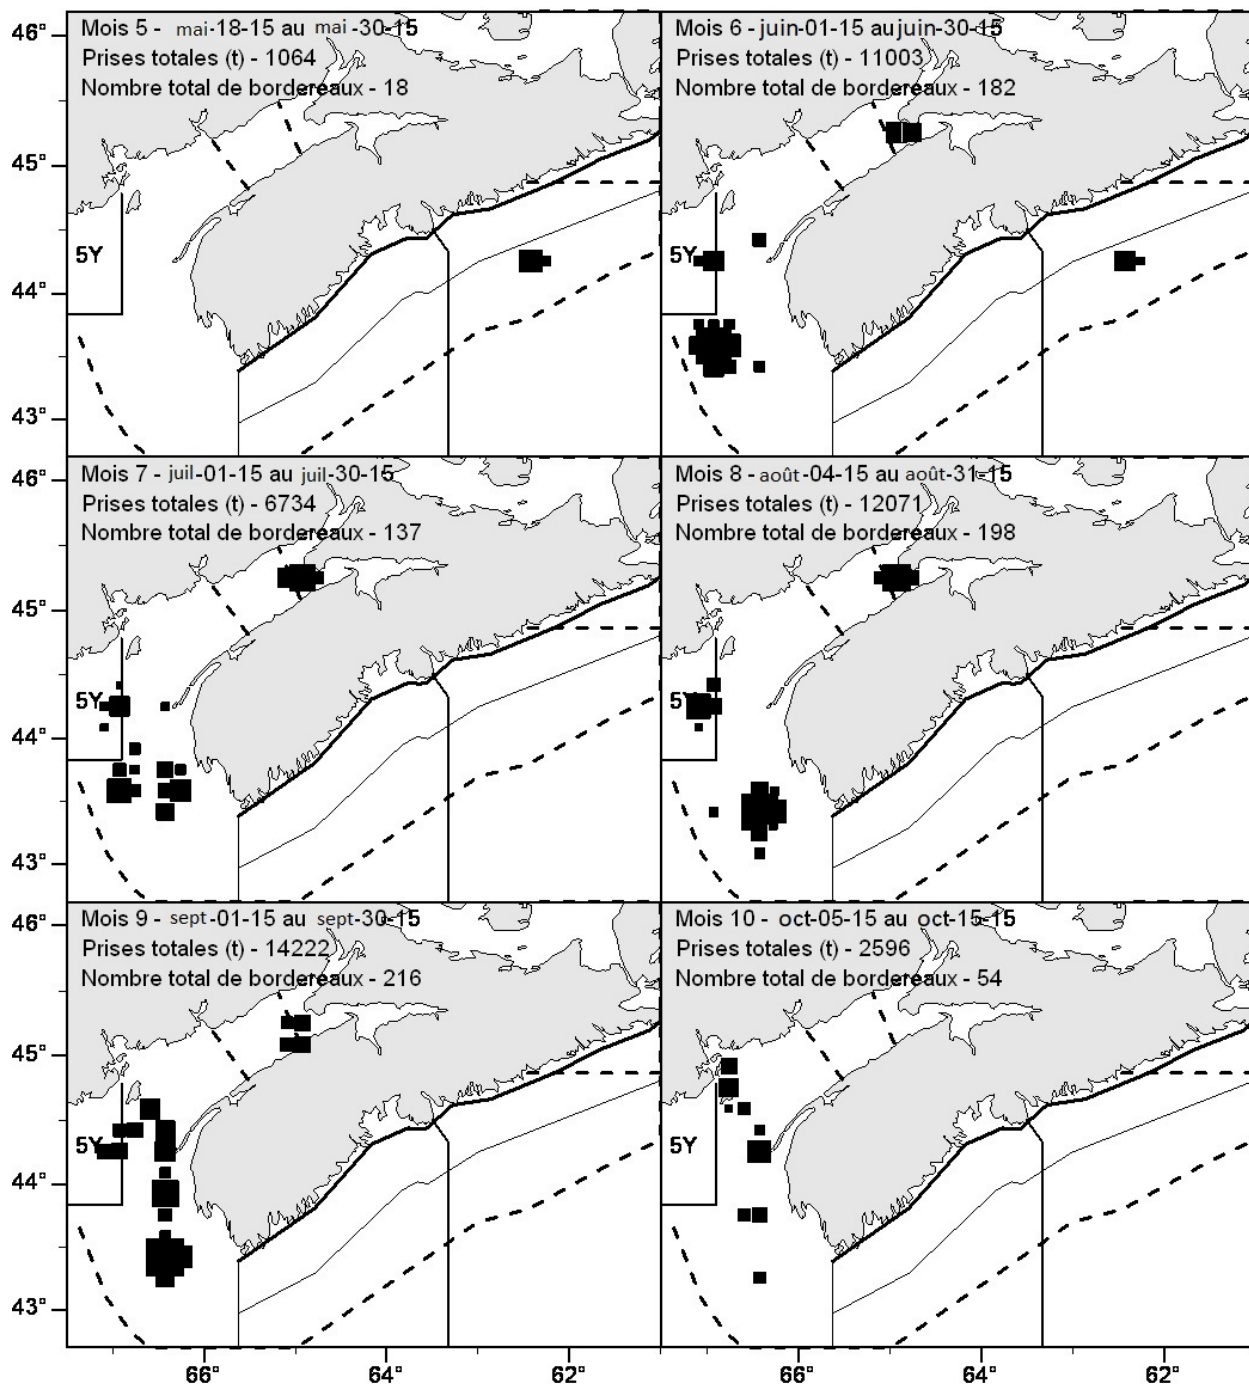 Mois 5 - mai-18-15 au mai-30-15
Prises totales (t) - 1064
Nombre total de bordereaux - 18
5Y
Mois 6 - juin-01-15 au juin-30-15
Prises totales (t) - 11003
Nombre total de bordereaux - 182
5Y
46°
45°
44°
43°
Mois 7 - juil-01-15 au juil-30-15
Prises totales (t) - 6734
Nombre total de bordereaux - 137
5Y
Mois 8 - août-04-15 au août-31-15
Prises totales (t) - 12071
Nombre total de bordereaux - 198
5Y
46°
45°
44°
43°
Mois 9 - sept-01-15 au sept-30-15
Prises totales (t) - 14222
Nombre total de bordereaux - 216
5Y
Mois 10 - oct-05-15 au oct-15-15
Prises totales (t) - 2596
Nombre total de bordereaux - 54
5Y
46°
45°
44°
43°
66° 64° 62° 66° 64° 62°